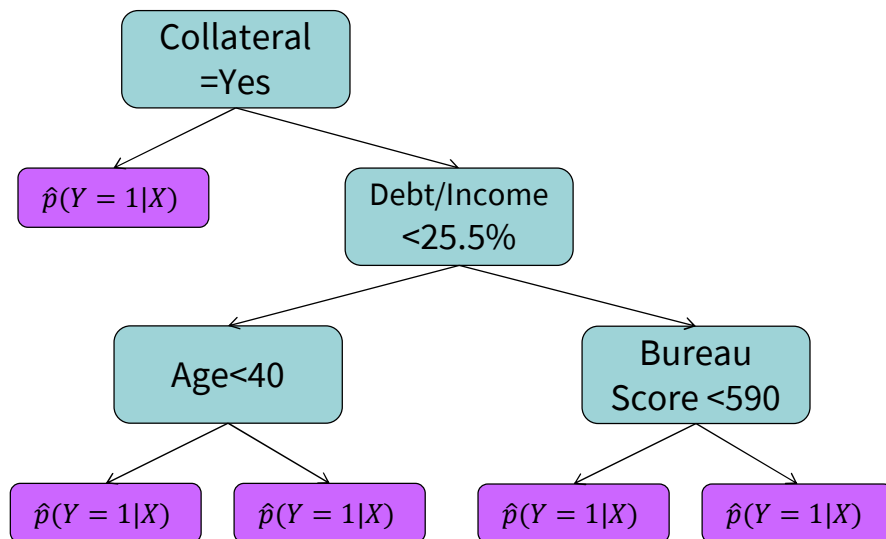 Collateral
=Yes
p̂(Y = 1|X)
Debt/Income
<25.5%
Age<40
Bureau
Score <590
p̂(Y = 1|X)
p̂(Y = 1|X)
p̂(Y = 1|X)
p̂(Y = 1|X)